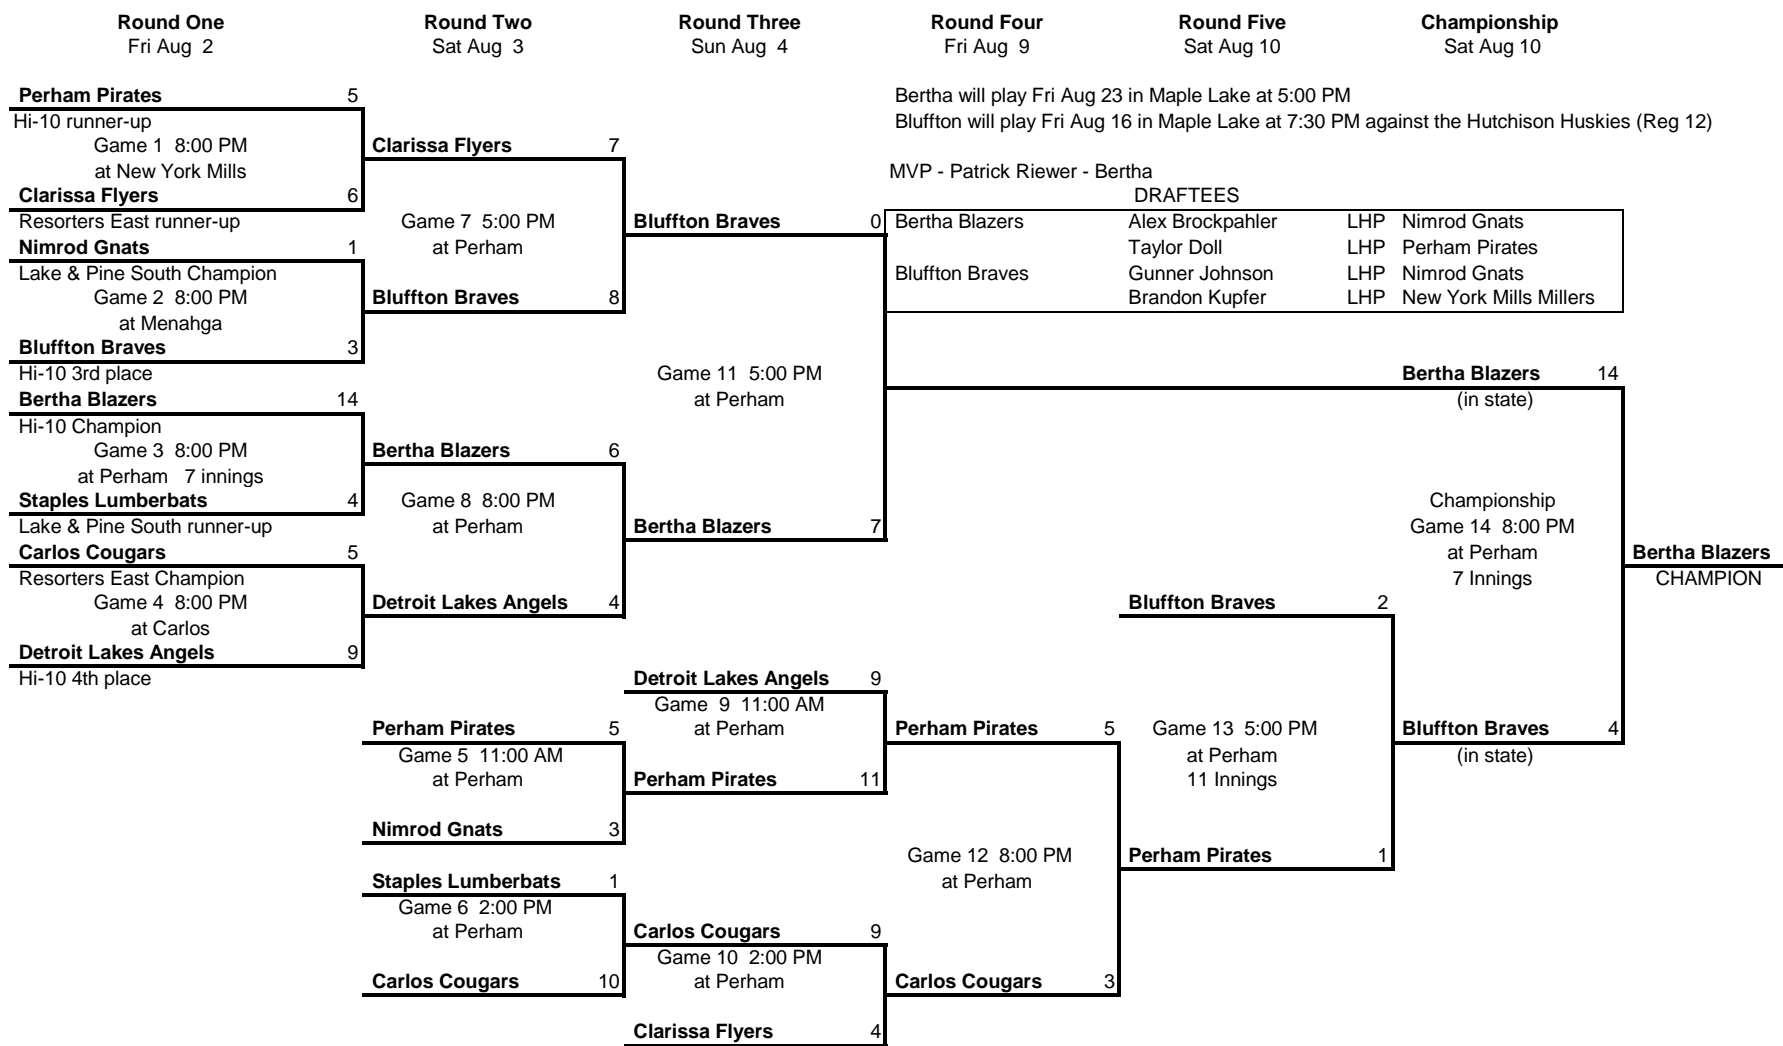 Round One Round Two Round Three Round Four Round Five Championship
Fri Aug 2 Sat Aug 3 Sun Aug 4 Fri Aug 9 Sat Aug 10 Sat Aug 10
Perham Pirates 5 Bertha will play Fri Aug 23 in Maple Lake at 5:00 PM
Hi-10 runner-up Bluffton will play Fri Aug 16 in Maple Lake at 7:30 PM against the Hutchison Huskies (Reg 12)
Game 1 8:00 PM Clarissa Flyers 7
at New York Mills MVP - Patrick Riewer - Bertha
Clarissa Flyers 6 DRAFTEES
Resorters East runner-up Game 7 5:00 PM Bluffton Braves 0 Bertha Blazers Alex Brockpahler LHP Nimrod Gnats
Nimrod Gnats 1 at Perham Taylor Doll LHP Perham Pirates
Lake & Pine South Champion Bluffton Braves Gunner Johnson LHP Nimrod Gnats
Game 2 8:00 PM Bluffton Braves 8 Brandon Kupfer LHP New York Mills Millers
at Menahga
Bluffton Braves 3
Hi-10 3rd place Game 11 5:00 PM Bertha Blazers 14
Bertha Blazers 14 at Perham (in state)
Hi-10 Champion
Game 3 8:00 PM Bertha Blazers 6
at Perham 7 innings
Staples Lumberbats 4 Game 8 8:00 PM Championship
Lake & Pine South runner-up at Perham Bertha Blazers 7 Game 14 8:00 PM
Carlos Cougars 5 at Perham Bertha Blazers
Resorters East Champion 7 Innings CHAMPION
Game 4 8:00 PM Detroit Lakes Angels 4 Bluffton Braves 2
at Carlos
Detroit Lakes Angels 9
Hi-10 4th place Detroit Lakes Angels 9
Game 9 11:00 AM
Perham Pirates 5 at Perham Perham Pirates 5 Game 13 5:00 PM Bluffton Braves 4
Game 5 11:00 AM at Perham (in state)
at Perham Perham Pirates 11 11 Innings
Nimrod Gnats 3
Game 12 8:00 PM Perham Pirates 1
Staples Lumberbats 1 at Perham
Game 6 2:00 PM
at Perham Carlos Cougars 9
Game 10 2:00 PM
Carlos Cougars 10 at Perham Carlos Cougars 3
Clarissa Flyers 4